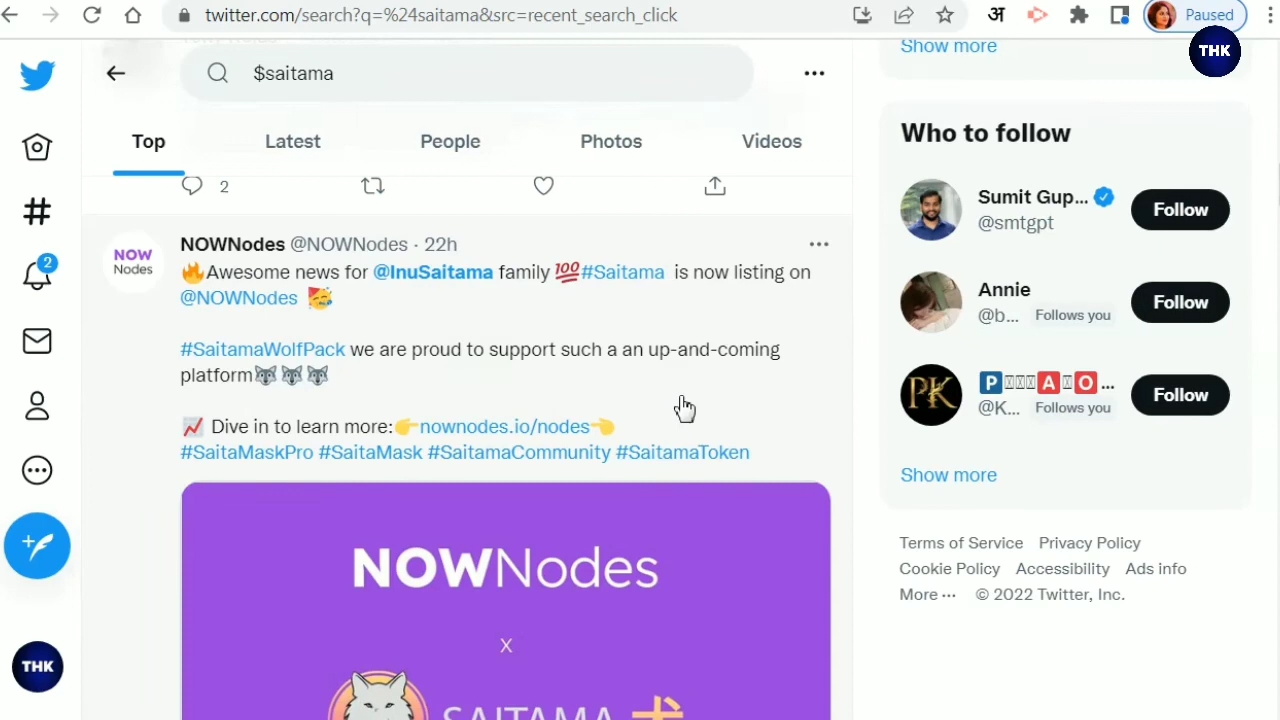 twitter.com/search?q=%24saitama&src=recent_search_click
अ
Paused
THK
$saitama
Show more
Top
Latest
People
Photos
Videos
2
Who to follow
Sumit Gup...
@smtgpt
Follow
Annie
@b...
Follows you
Follow
PK
P A O ...
@K...
Follows you
Follow
Show more
Terms of Service Privacy Policy
Cookie Policy Accessibility Ads info
More ··· © 2022 Twitter, Inc.
2
NOW
Nodes
NOWNodes @NOWNodes · 22h
🔥Awesome news for @InuSaitama family 💯#Saitama is now listing on
@NOWNodes 🥳
#SaitamaWolfPack we are proud to support such a an up-and-coming
platform🐺🐺🐺
📈 Dive in to learn more:👉nownodes.io/nodes👈
#SaitaMaskPro #SaitaMask #SaitamaCommunity #SaitamaToken
NOWNodes
X
SAITAMA
THK